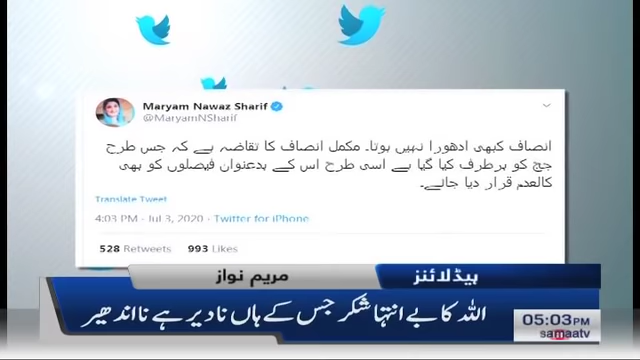 Maryam Nawaz Sharif
@MaryamNSharif
انصاف کبھی ادھورا نہیں ہوتا۔ مکمل انصاف کا تقاضہ ہے کہ جس طرح
جج کو برطرف کیا گیا ہے اسی طرح اس کے بدعنوان فیصلوں کو بھی
کالعدم قرار دیا جائے۔
Translate Tweet
4:03 PM · Jul 3, 2020 · Twitter for iPhone
528 Retweets 993 Likes
ہیڈلائنز
مریم نواز
اللہ کا بے انتہا شکر جس کے ہاں نا دیر ہے نا اندھیر
05:03 PM
samaatv